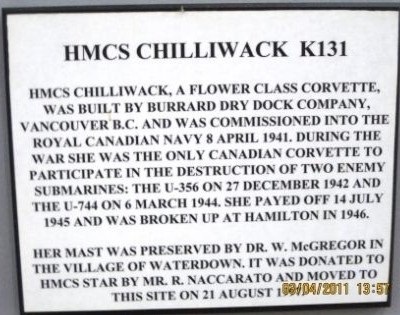 HMCS CHILLIWACK K131
HMCS CHILLIWACK, A FLOWER CLASS CORVETTE,
WAS BUILT BY BURRARD DRY DOCK COMPANY,
VANCOUVER B.C. AND WAS COMMISSIONED INTO THE
ROYAL CANADIAN NAVY 8 APRIL 1941. DURING THE
WAR SHE WAS THE ONLY CANADIAN CORVETTE TO
PARTICIPATE IN THE DESTRUCTION OF TWO ENEMY
SUBMARINES: THE U-356 ON 27 DECEMBER 1942 AND
THE U-744 ON 6 MARCH 1944. SHE PAYED OFF 14 JULY
1945 AND WAS BROKEN UP AT HAMILTON IN 1946.
HER MAST WAS PRESERVED BY DR. W. McGREGOR IN
THE VILLAGE OF WATERDOWN. IT WAS DONATED TO
HMCS STAR BY MR. R. NACCARATO AND MOVED TO
THIS SITE ON 21 AUGUST
04/2011 13:57